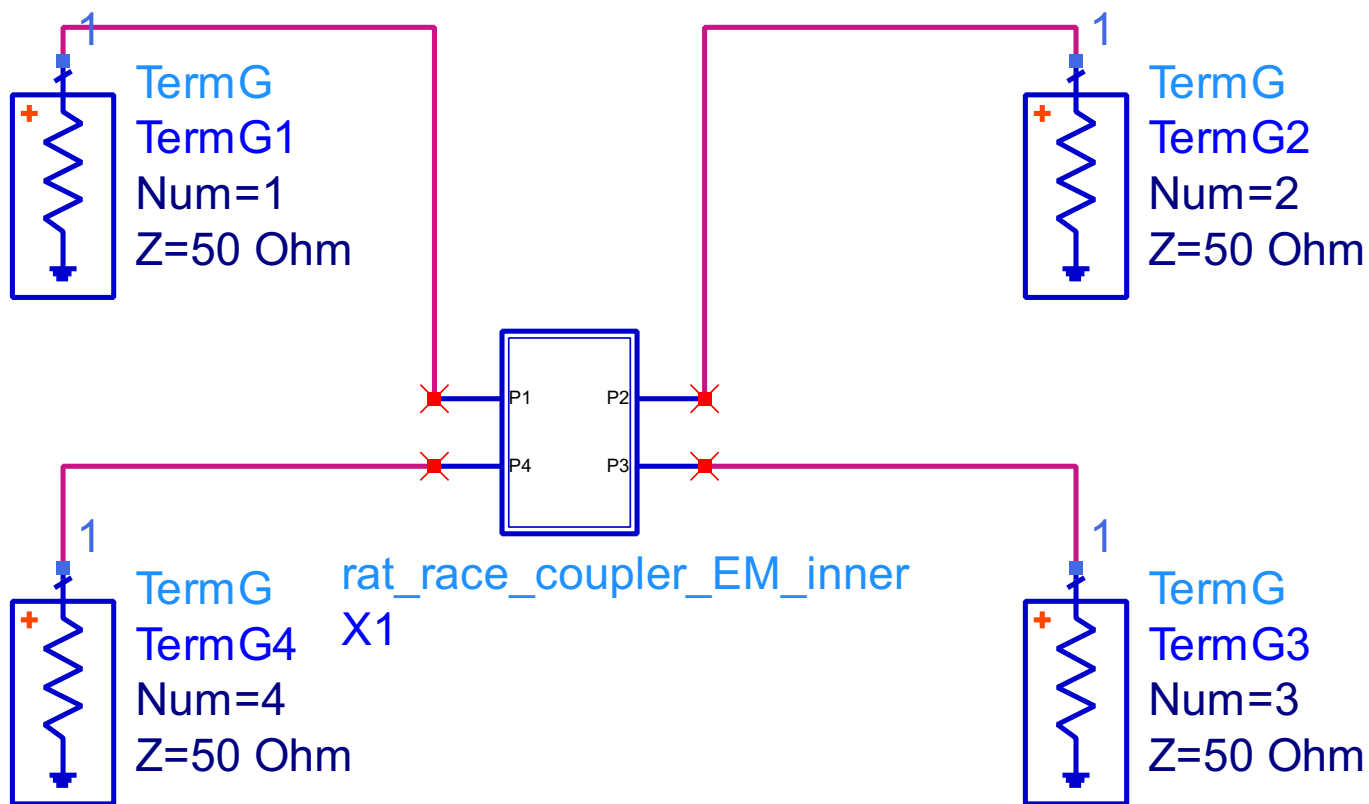 1
TermG
TermG1
Num=1
Z=50 Ohm
1
TermG
TermG2
Num=2
Z=50 Ohm
P1
P2
P4
P3
rat_race_coupler_EM_inner
X1
1
TermG
TermG4
Num=4
Z=50 Ohm
1
TermG
TermG3
Num=3
Z=50 Ohm